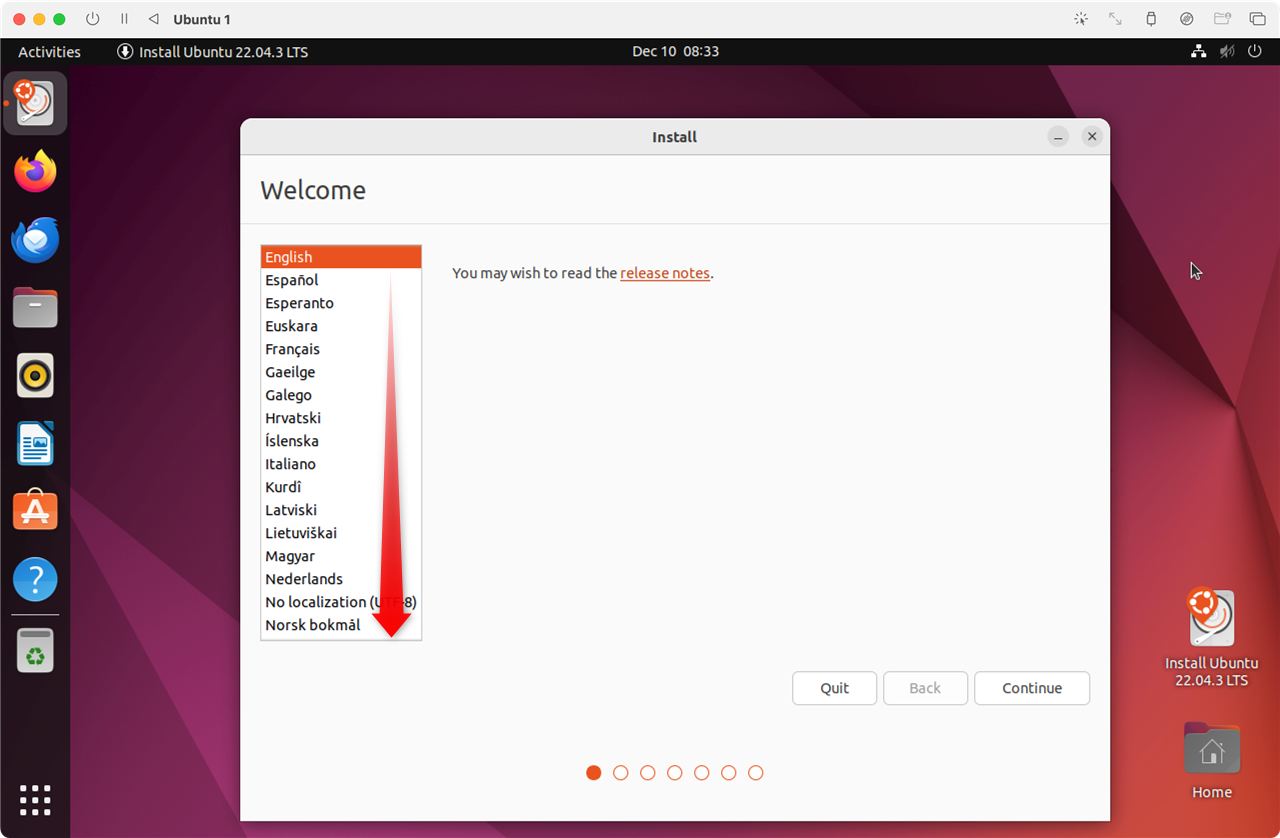 Ubuntu 1
Activities
Install Ubuntu 22.04.3 LTS
Dec 10 08:33
Install
Welcome
English
Español
Esperanto
Euskara
Français
Gaeilge
Galego
Hrvatski
Íslenska
Italiano
Kurdî
Latviski
Lietuviškai
Magyar
Nederlands
No localization (UTF-8)
Norsk bokmål
You may wish to read the release notes.
Quit
Back
Continue
Install Ubuntu
22.04.3 LTS
Home